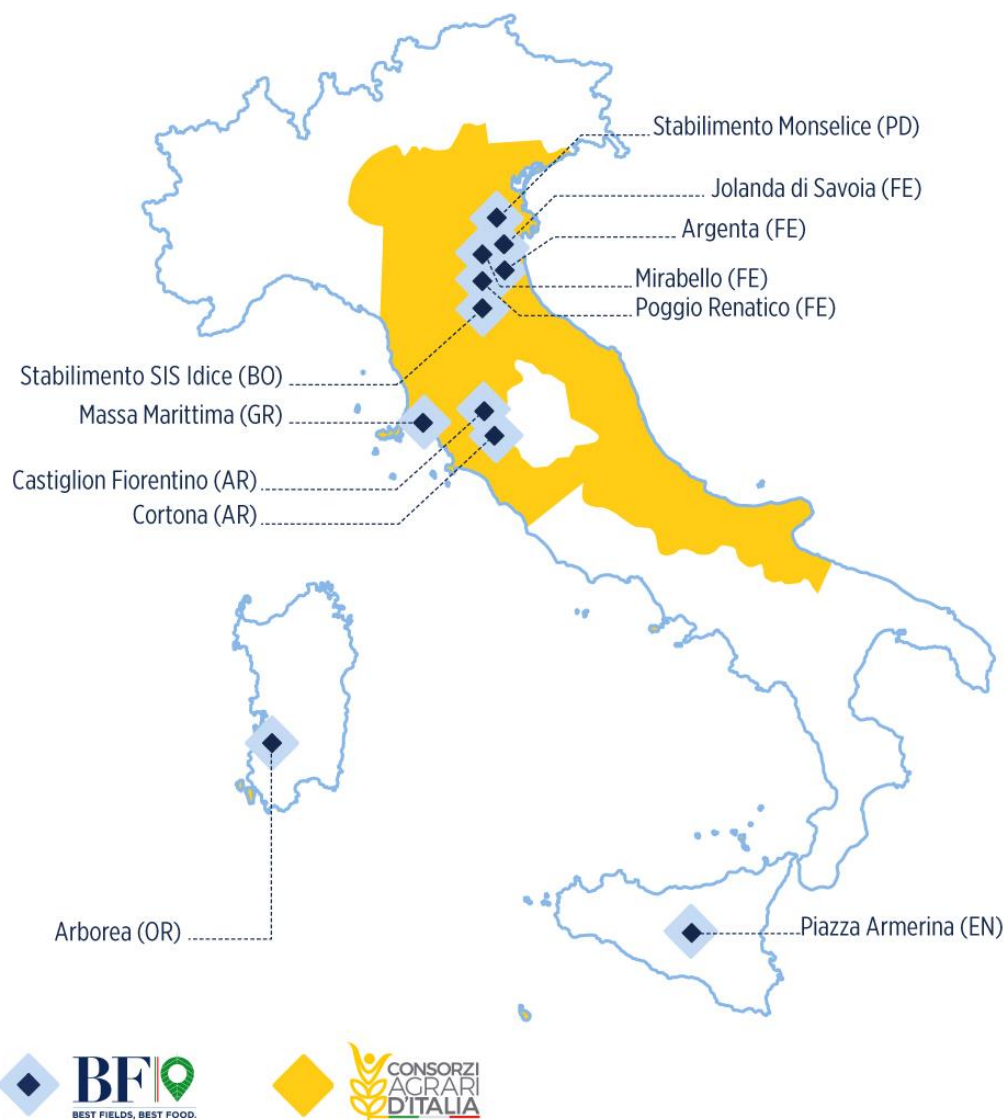 Stabilimento Monselice (PD)
Jolanda di Savoia (FE)
Argenta (FE)
Mirabello (FE)
Poggio Renatico (FE)
Stabilimento SIS Idice (BO)
Massa Marittima (GR)
Castiglion Fiorentino (AR)
Cortona (AR)
Arborea (OR)
Piazza Armerina (EN)
BF
BEST FIELDS, BEST FOOD.
CONSORZI
AGRARI
D'ITALIA